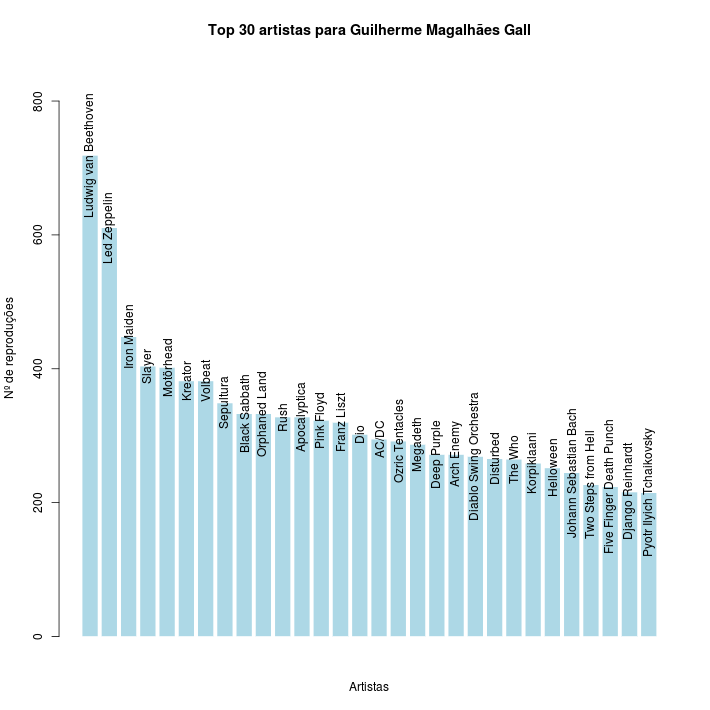 Top 30 artistas para Guilherme Magalhães Gall
Nº de reproduções
800
600
400
200
0
Ludwig van Beethoven
Led Zeppelin
Iron Maiden
Slayer
Motörhead
Kreator
Volbeat
Sepultura
Black Sabbath
Orphaned Land
Rush
Apocalyptica
Pink Floyd
Franz Liszt
Dio
AC/DC
Ozric Tentacles
Megadeth
Deep Purple
Arch Enemy
Diablo Swing Orchestra
Disturbed
The Who
Korpiklaani
Helloween
Johann Sebastian Bach
Two Steps from Hell
Five Finger Death Punch
Django Reinhardt
Pyotr Ilyich Tchaikovsky
Artistas